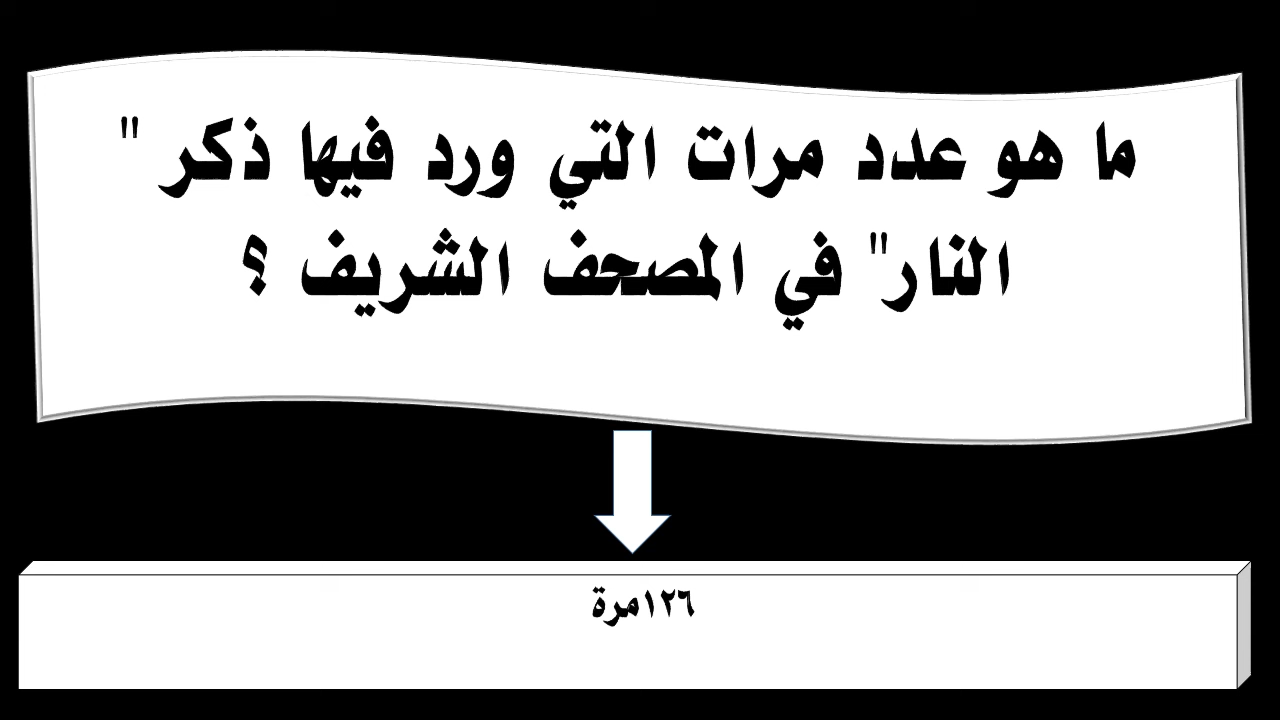 ما هو عدد مرات التي ورد فيها ذكر "
النار" في المصحف الشريف ؟
١٢٦مرة